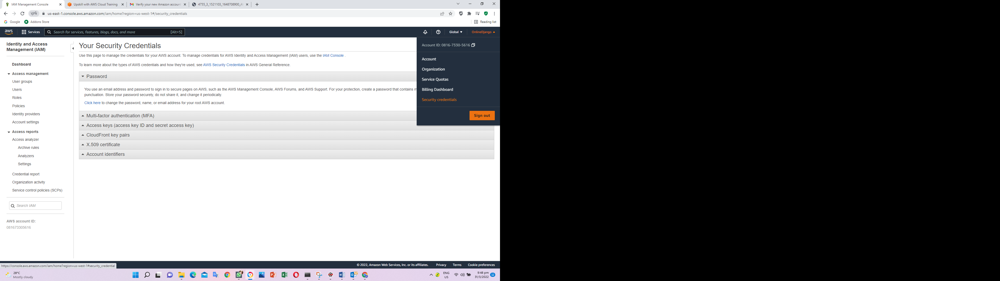 IAM Management Console
Upskill with AWS Cloud Training
Verify your new Amazon account
4755_3_1521103_1648708900_AV
VPN
us-east-1.console.aws.amazon.com/iam/home?region=us-west-1#/security_credentials
Google
Addons Store
Reading list
aws
Services
Search for services, features, blogs, docs, and more
[Alt+S]
Global
OnlineDjango
Identity and Access
Management (IAM)
Dashboard
Access management
User groups
Users
Roles
Policies
Identity providers
Account settings
Access reports
Access analyzer
Archive rules
Analyzers
Settings
Credential report
Organization activity
Service control policies (SCPs)
Search IAM
AWS account ID:
081673305616
Your Security Credentials
Use this page to manage the credentials for your AWS account. To manage credentials for AWS Identity and Access Management (IAM) users, use the IAM Console .
To learn more about the types of AWS credentials and how they're used, see AWS Security Credentials in AWS General Reference.
Password
You use an email address and password to sign in to secure pages on AWS, such as the AWS Management Console, AWS Forums, and AWS Support. For your protection, create a password that contains m
punctuation. Store your password securely, do not share it, and change it periodically.
Click here to change the password, name, or email address for your root AWS account.
Multi-factor authentication (MFA)
Access keys (access key ID and secret access key)
CloudFront key pairs
X.509 certificate
Account identifiers
Account ID: 0816-7330-5616
Account
Organization
Service Quotas
Billing Dashboard
Security credentials
Sign out
https://console.aws.amazon.com/iam/home?region=us-west-1#security_credential
© 2022, Amazon Web Services, Inc. or its affiliates.
Privacy
Terms
Cookie preferences
28°C
Mostly cloudy
ENG
US
9:48 pm
31/3/2022
32